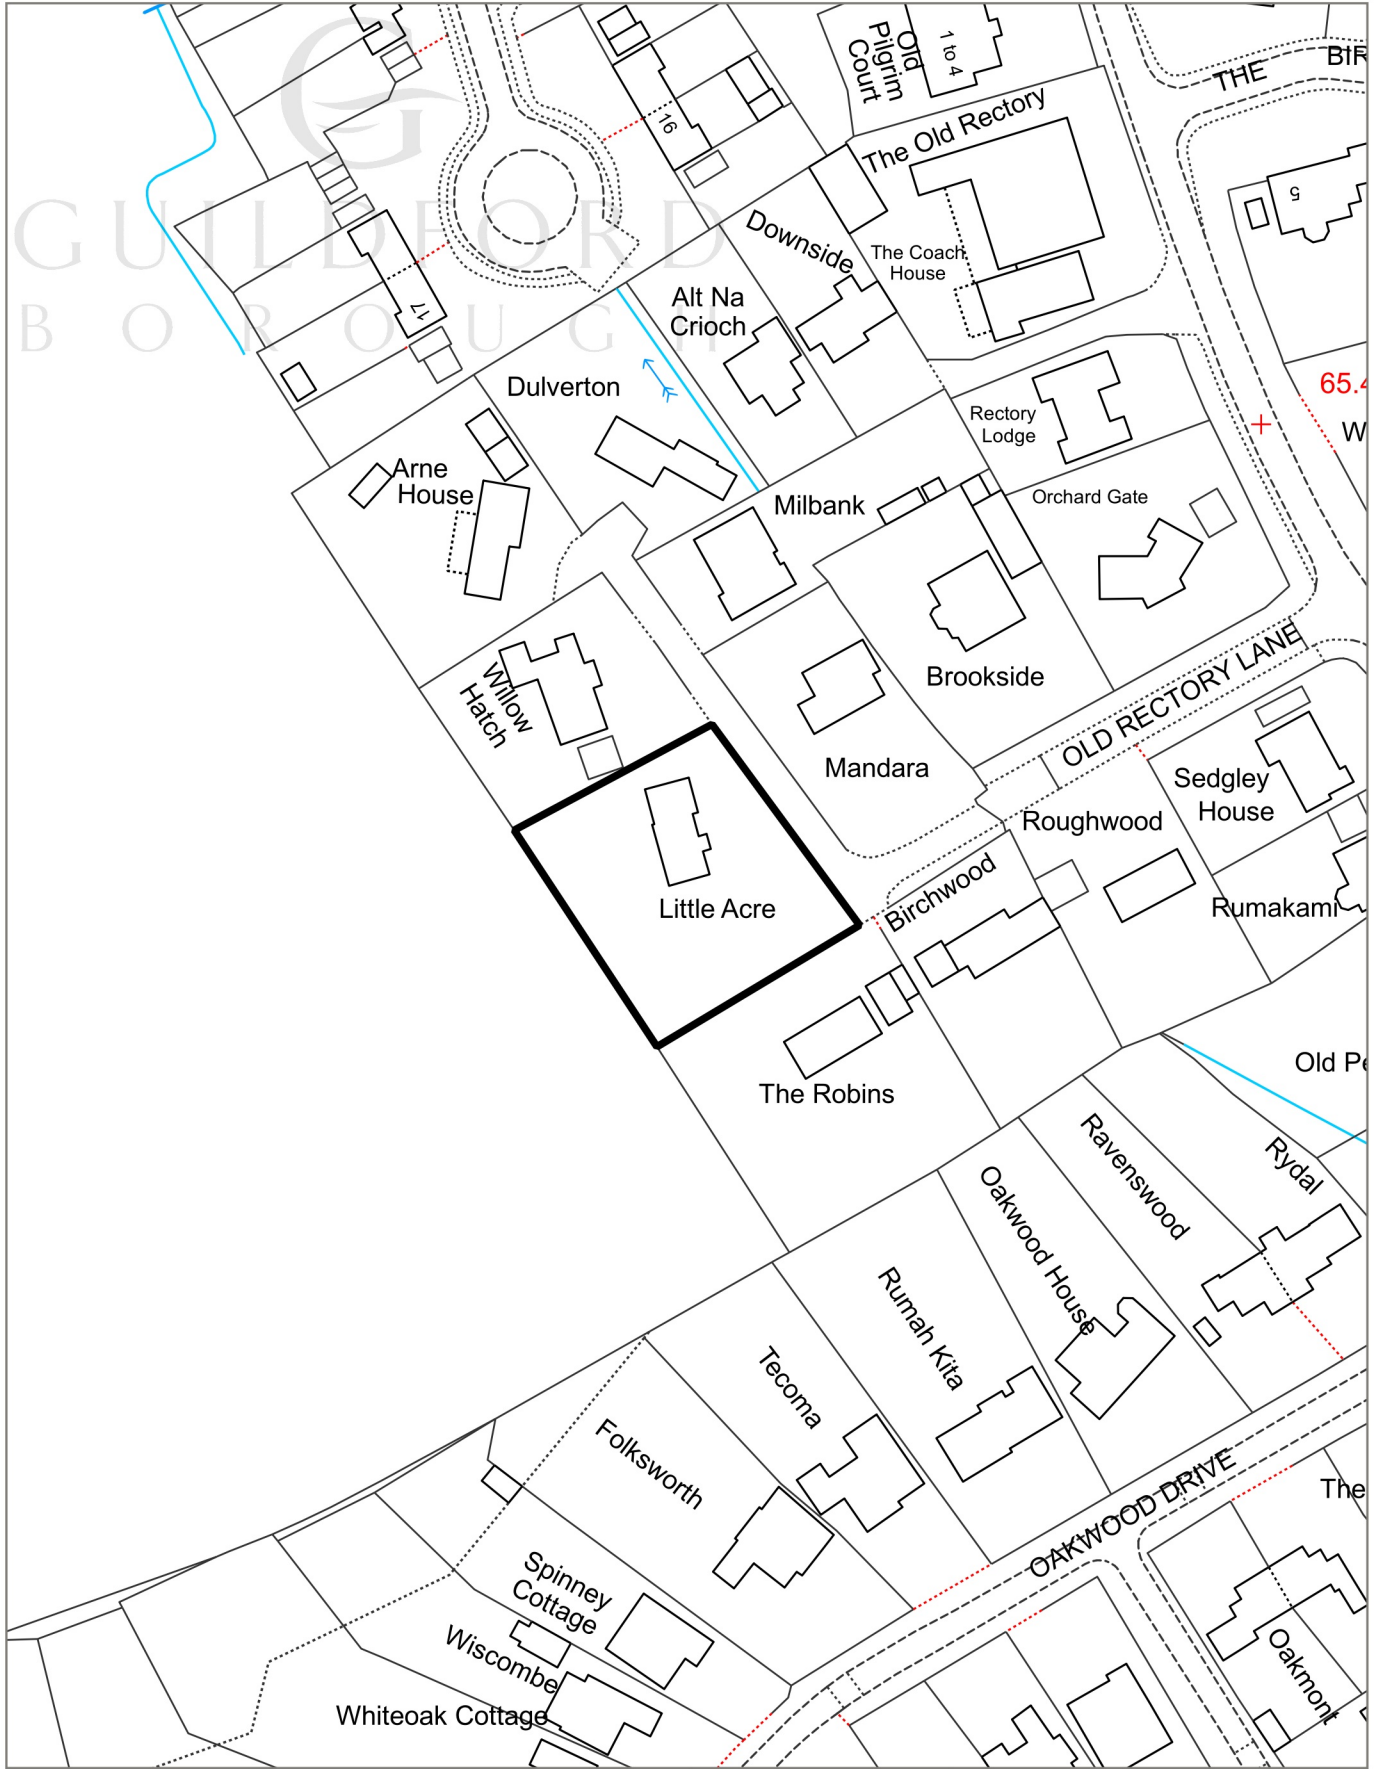 GUILDFORD
BOROUGH
Old
Pilgrim
Court
1 to 4
THE
BIR
16
The Old Rectory
5
Downside
The Coach
House
17
Alt Na
Crioch
Dulverton
65.4
W
Rectory
Lodge
Arne
House
Milbank
Orchard Gate
Willow
Hatch
Brookside
OLD RECTORY LANE
Mandara
Sedgley
House
Roughwood
Birchwood
Little Acre
Rumakami
The Robins
Old Pe
Ravenswood
Rydal
Oakwood House
Rumah Kita
Tecoma
Folksworth
OAKWOOD DRIVE
The
Spinney
Cottage
Wiscombe
Whiteoak Cottage
Oakmont